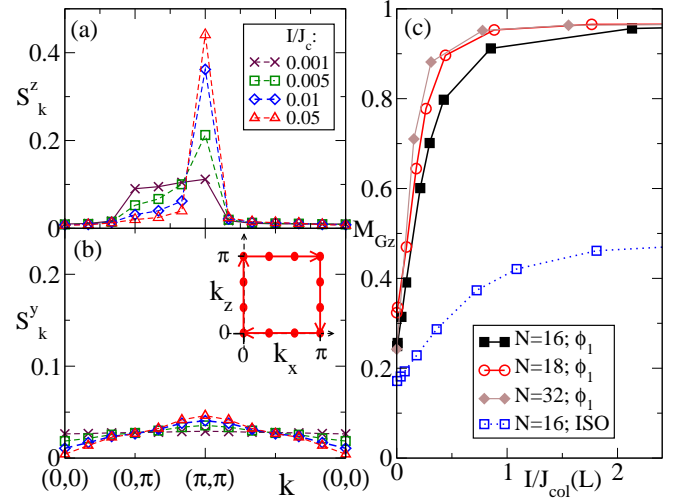 (a)
I/J_c:
0.001
0.005
0.01
0.05
S_k^z
0.4
0.2
0
(b)
S_k^y
0.2
0.1
0
π
k_z
0
0
k_x
π
(0,0)
(0,π)
k
(π,π)
(0,0)
(c)
1
0.8
M_Gz
0.6
0.4
0.2
0
N=16; ϕ_1
N=18; ϕ_1
N=32; ϕ_1
N=16; ISO
0
1
2
I/J_col(L)